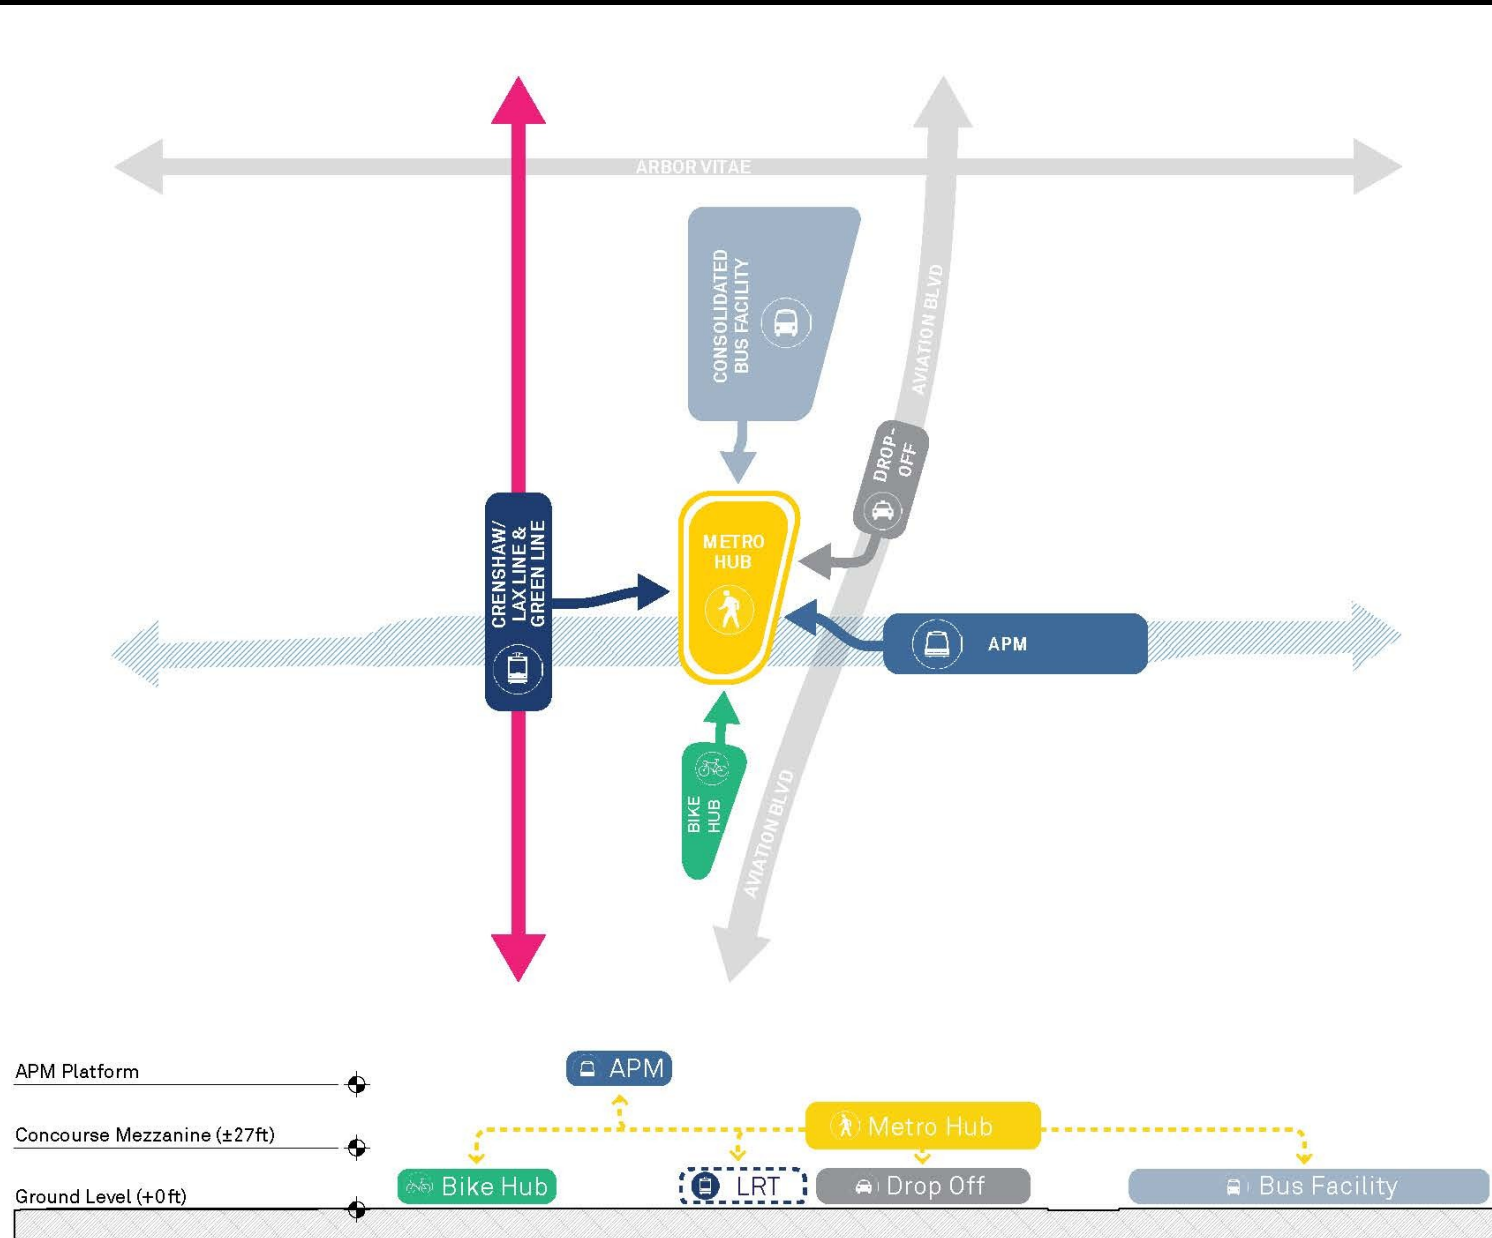 ARBOR VITAE
CONSOLIDATED
BUS FACILITY
AVIATION BLVD
DROP-
OFF
CRENSHAW/
LAX LINE &
GREEN LINE
METRO
HUB
APM
BIKE
HUB
AVIATION BLVD
APM Platform
APM
Concourse Mezzanine (±27ft)
Metro Hub
Ground Level (+0ft)
Bike Hub
LRT
Drop Off
Bus Facility